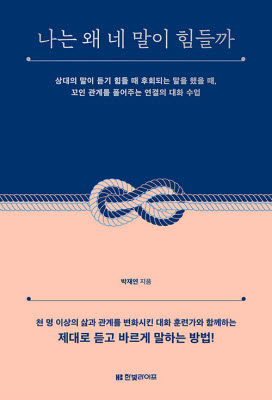 나는 왜 네 말이 힘들까
상대의 말이 듣기 힘들 때 후회되는 말을 했을 때,
꼬인 관계를 풀어주는 연결의 대화 수업
박재연 지음
천 명 이상의 삶과 관계를 변화시킨 대화 훈련가와 함께하는
제대로 듣고 바르게 말하는 방법!
한빛라이프